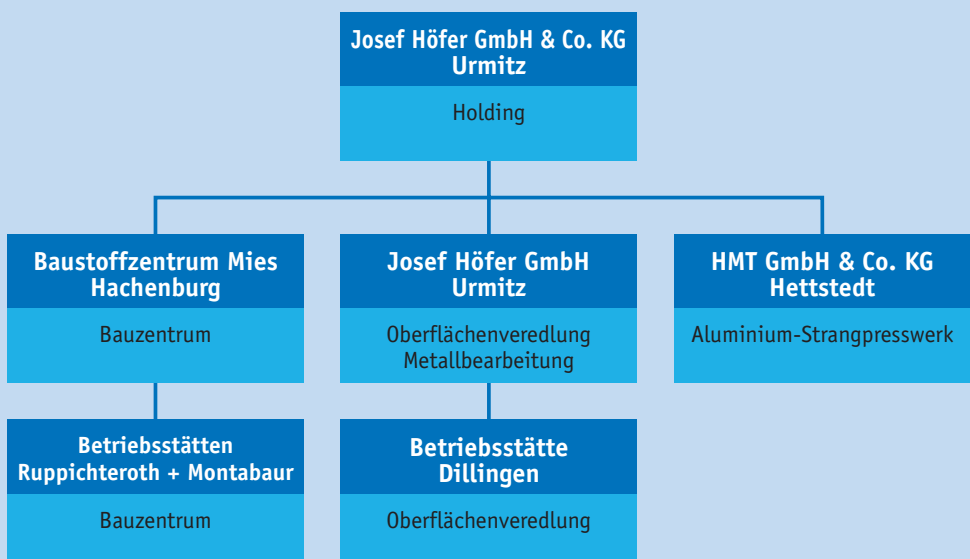 Josef Höfer GmbH & Co. KG
Urmitz
Holding
Baustoffzentrum Mies
Hachenburg
Bauzentrum
Josef Höfer GmbH
Urmitz
Oberflächenveredlung
Metallbearbeitung
HMT GmbH & Co. KG
Hettstedt
Aluminium-Strangpresswerk
Betriebsstätten
Ruppichteroth + Montabaur
Bauzentrum
Betriebsstätte
Dillingen
Oberflächenveredlung